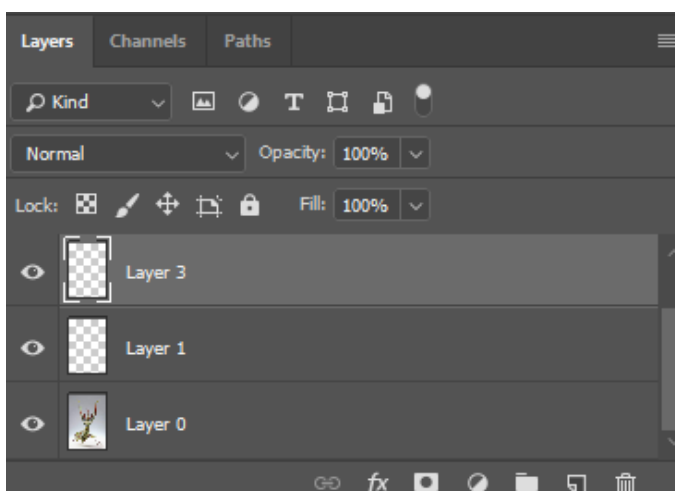 Layers Channels Paths
Kind T
Normal Opacity: 100%
Lock: Fill: 100%
Layer 3
Layer 1
Layer 0
fx